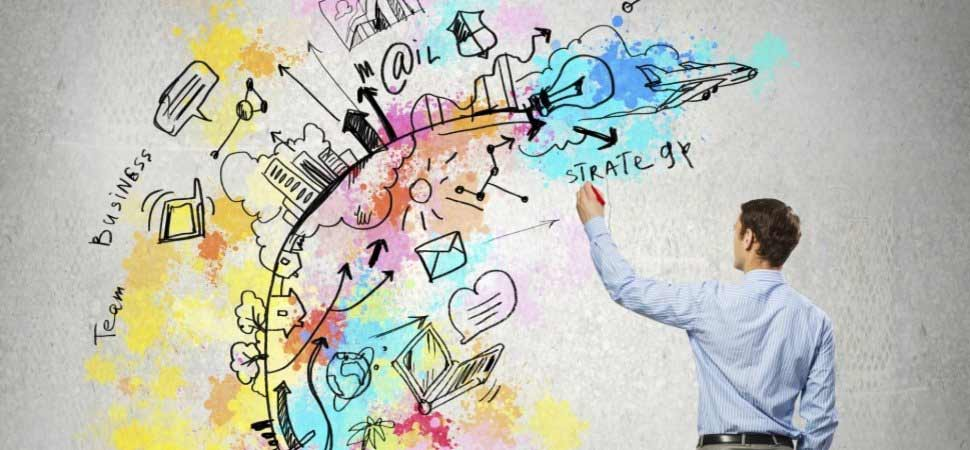 m@iL
STRATEgy
BUSiNESS
Team